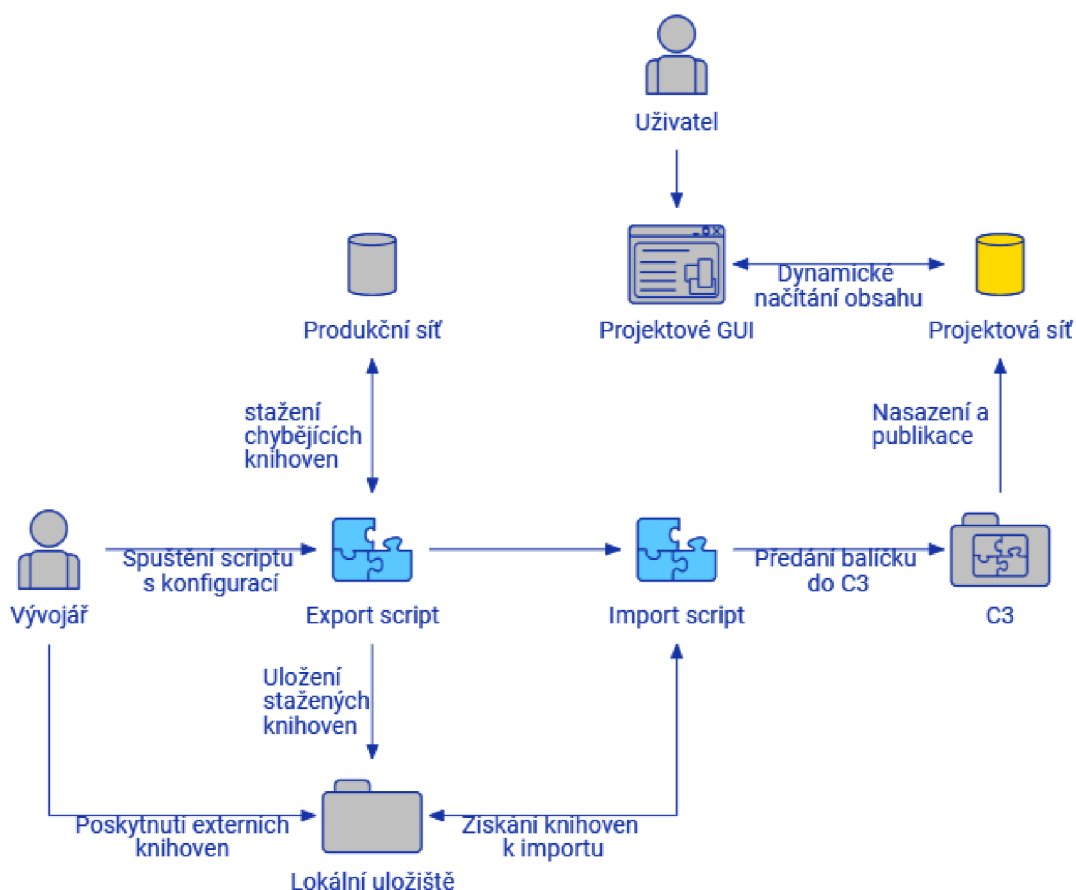 Uživatel
Dynamické
načítání obsahu
Produkční síť
Projektové GUI
Projektová síť
stažení
chybějících
knihoven
Nasazení a
publikace
Spuštění scriptu
s konfigurací
Předání balíčku
do C3
Vývojář
Export script
Import script
C3
Uložení
stažených
knihoven
Poskytnutí externích
knihoven
Získání knihoven
k importu
Lokální uložiště